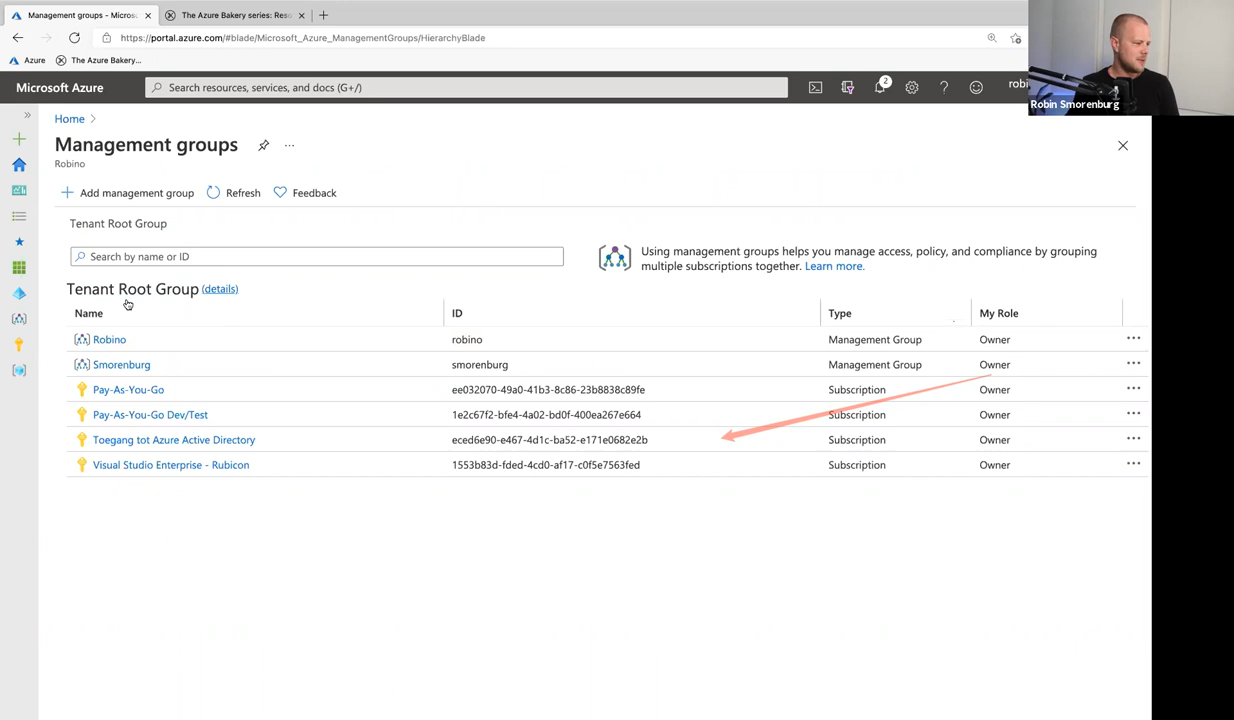 Management groups - Micros
The Azure Bakery series: Rese
https://portal.azure.com/#blade/Microsoft_Azure_ManagementGroups/HierarchyBlade
Azure
The Azure Bakery...
Microsoft Azure
Search resources, services, and docs (G+/)
2
robi
Robin Smorenburg
Home
Management groups
...
Robino
Add management group
Refresh
Feedback
Tenant Root Group
Search by name or ID
Using management groups helps you manage access, policy, and compliance by grouping
multiple subscriptions together. Learn more.
Tenant Root Group (details)
Name ID Type My Role
Robino robino Management Group Owner ...
Smorenburg smorenburg Management Group Owner ...
Pay-As-You-Go ee032070-49a0-41b3-8c86-23b8838c89fe Subscription Owner ...
Pay-As-You-Go Dev/Test 1e2c67f2-bfe4-4a02-bd0f-400ea267e664 Subscription Owner ...
Toegang tot Azure Active Directory eced6e90-e467-4d1c-ba52-e171e0682e2b Subscription Owner ...
Visual Studio Enterprise - Rubicon 1553b83d-fded-4cd0-af17-c0f5e7563fed Subscription Owner ...